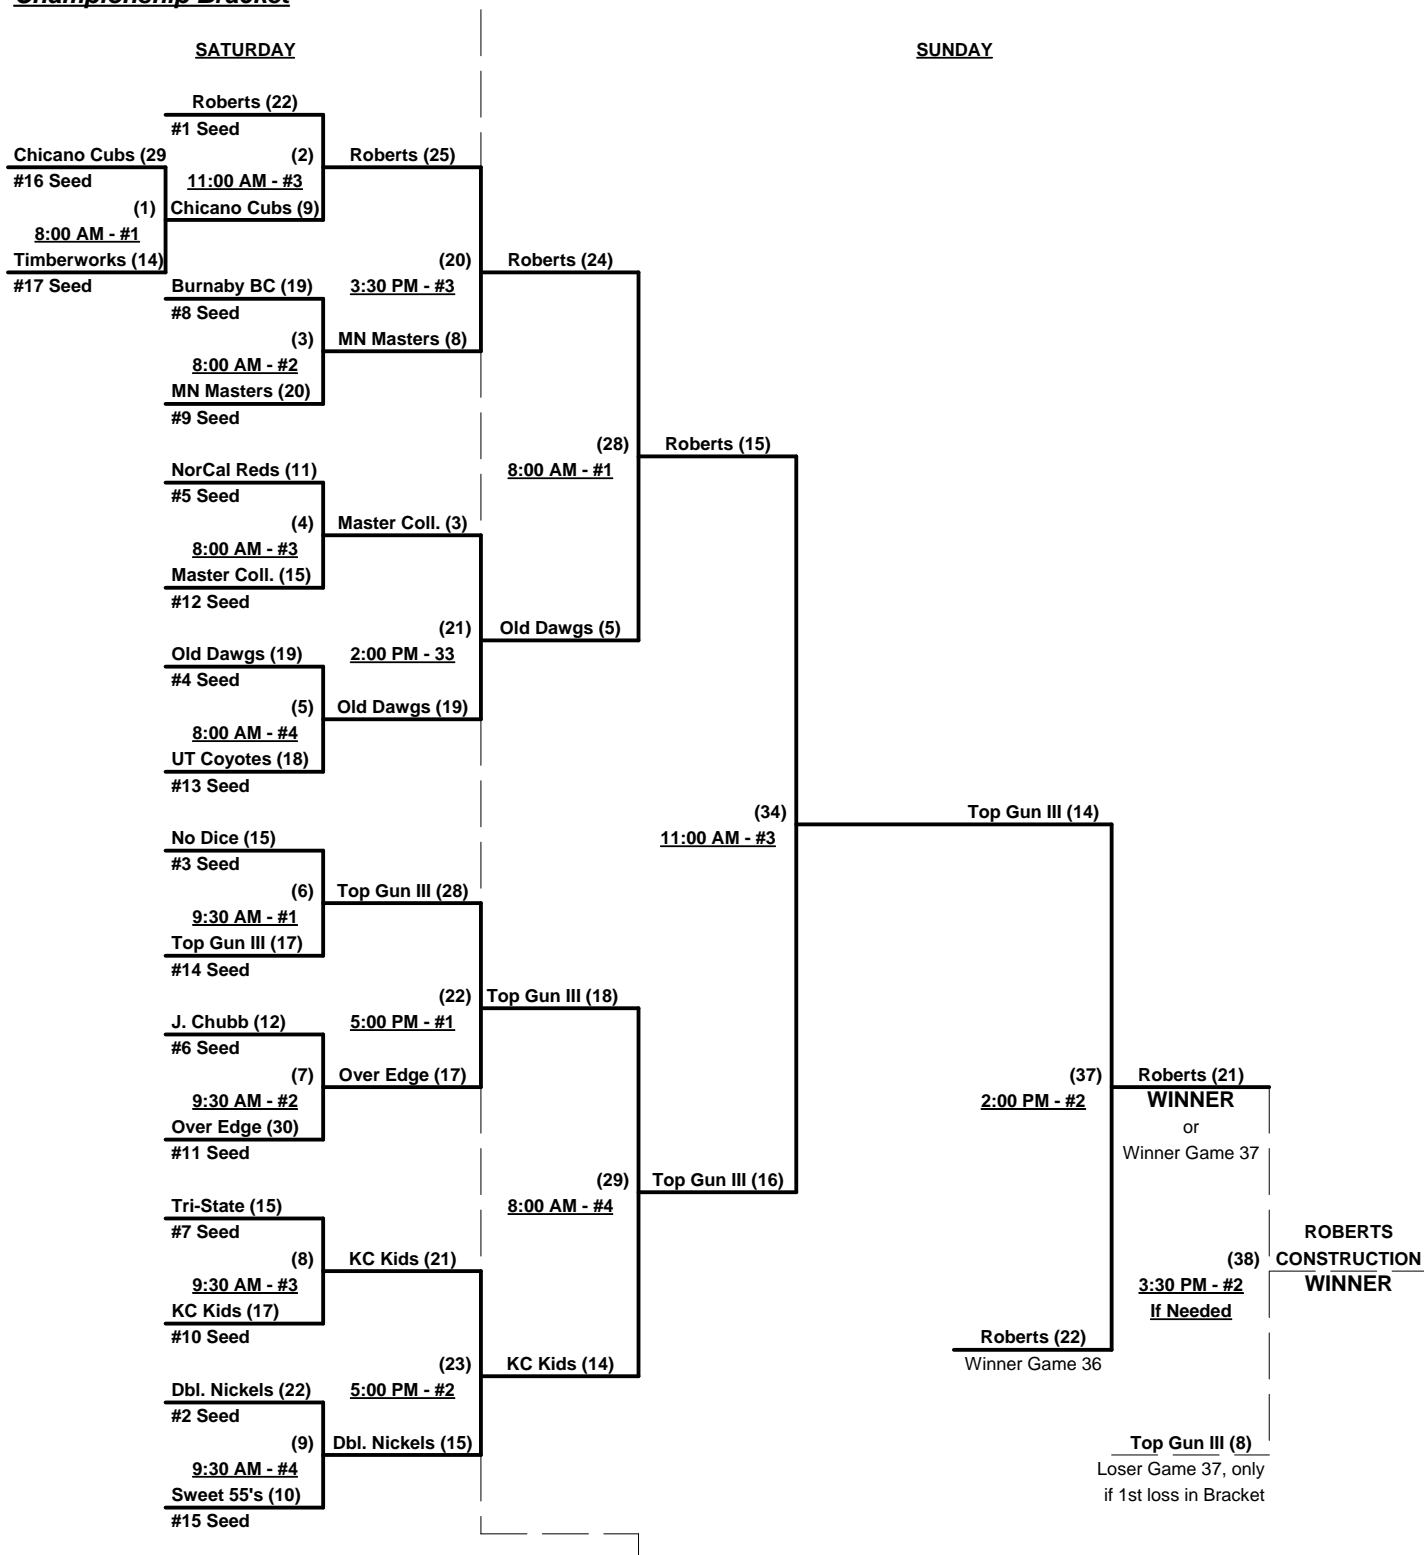 Championship Bracket
SATURDAY
SUNDAY
Roberts (22)
#1 Seed
Chicano Cubs (29
(2)
Roberts (25)
#16 Seed
11:00 AM - #3
(1)
Chicano Cubs (9)
8:00 AM - #1
Timberworks (14)
(20)
Roberts (24)
#17 Seed
Burnaby BC (19)
3:30 PM - #3
#8 Seed
(3)
MN Masters (8)
8:00 AM - #2
MN Masters (20)
#9 Seed
(28)
Roberts (15)
NorCal Reds (11)
8:00 AM - #1
#5 Seed
(4)
Master Coll. (3)
8:00 AM - #3
Master Coll. (15)
#12 Seed
(21)
Old Dawgs (5)
Old Dawgs (19)
2:00 PM - 33
#4 Seed
(5)
Old Dawgs (19)
8:00 AM - #4
UT Coyotes (18)
#13 Seed
(34)
Top Gun III (14)
No Dice (15)
11:00 AM - #3
#3 Seed
(6)
Top Gun III (28)
9:30 AM - #1
Top Gun III (17)
#14 Seed
(22)
Top Gun III (18)
J. Chubb (12)
5:00 PM - #1
#6 Seed
(7)
Over Edge (17)
(37)
Roberts (21)
9:30 AM - #2
2:00 PM - #2
WINNER
Over Edge (30)
or
#11 Seed
Winner Game 37
(29)
Top Gun III (16)
Tri-State (15)
8:00 AM - #4
#7 Seed
ROBERTS
(8)
KC Kids (21)
(38)
CONSTRUCTION
9:30 AM - #3
3:30 PM - #2
WINNER
KC Kids (17)
If Needed
#10 Seed
Roberts (22)
(23)
KC Kids (14)
Winner Game 36
Dbl. Nickels (22)
5:00 PM - #2
#2 Seed
(9)
Dbl. Nickels (15)
Top Gun III (8)
9:30 AM - #4
Loser Game 37, only
Sweet 55's (10)
if 1st loss in Bracket
#15 Seed